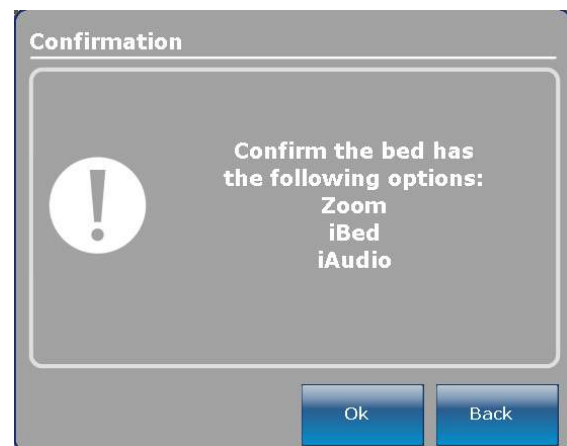 Confirmation
Confirm the bed has
the following options:
Zoom
iBed
iAudio
Ok
Back